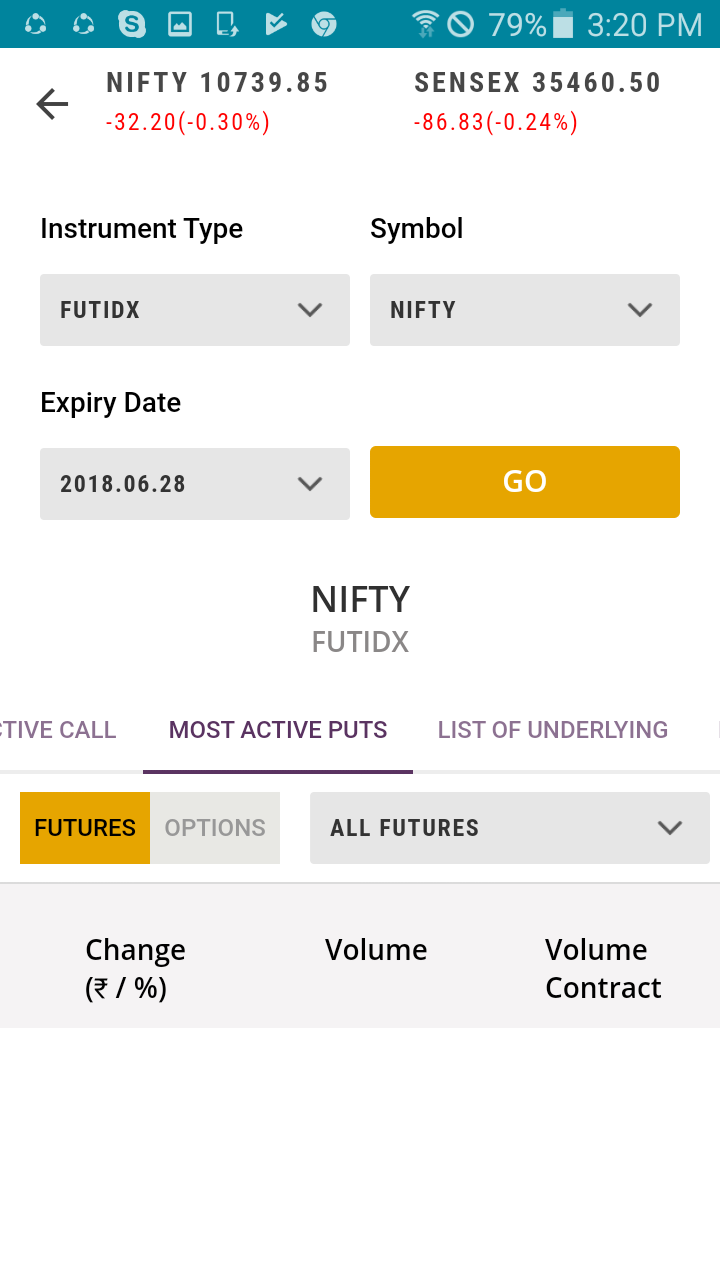 79% 3:20 PM
NIFTY 10739.85 SENSEX 35460.50
-32.20(-0.30%) -86.83(-0.24%)
Instrument Type Symbol
FUTIDX NIFTY
Expiry Date
2018.06.28 GO
NIFTY
FUTIDX
CTIVE CALL MOST ACTIVE PUTS LIST OF UNDERLYING
FUTURES OPTIONS ALL FUTURES
Change Volume Volume
(₹ / %) Contract